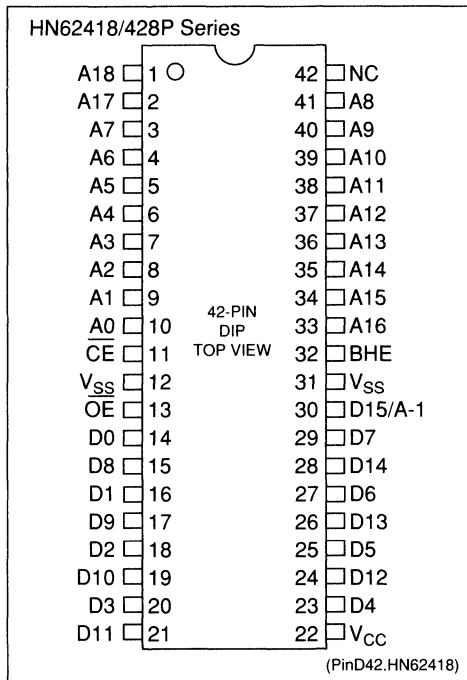 HN62418/428P Series
A18 1 42 NC
A17 2 41 A8
A7 3 40 A9
A6 4 39 A10
A5 5 38 A11
A4 6 37 A12
A3 7 36 A13
A2 8 35 A14
A1 9 34 A15
A0 10 33 A16
C̅E̅ 11 32 BHE
VSS 12 31 VSS
O̅E̅ 13 30 D15/A-1
D0 14 29 D7
D8 15 28 D14
D1 16 27 D6
D9 17 26 D13
D2 18 25 D5
D10 19 24 D12
D3 20 23 D4
D11 21 22 VCC
42-PIN
DIP
TOP VIEW
(PinD42.HN62418)